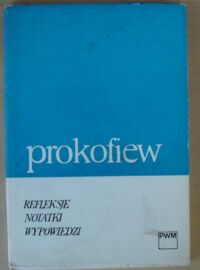 prokofiew
REFLEKSJE
NOTATKI
WYPOWIEDZI
PWM